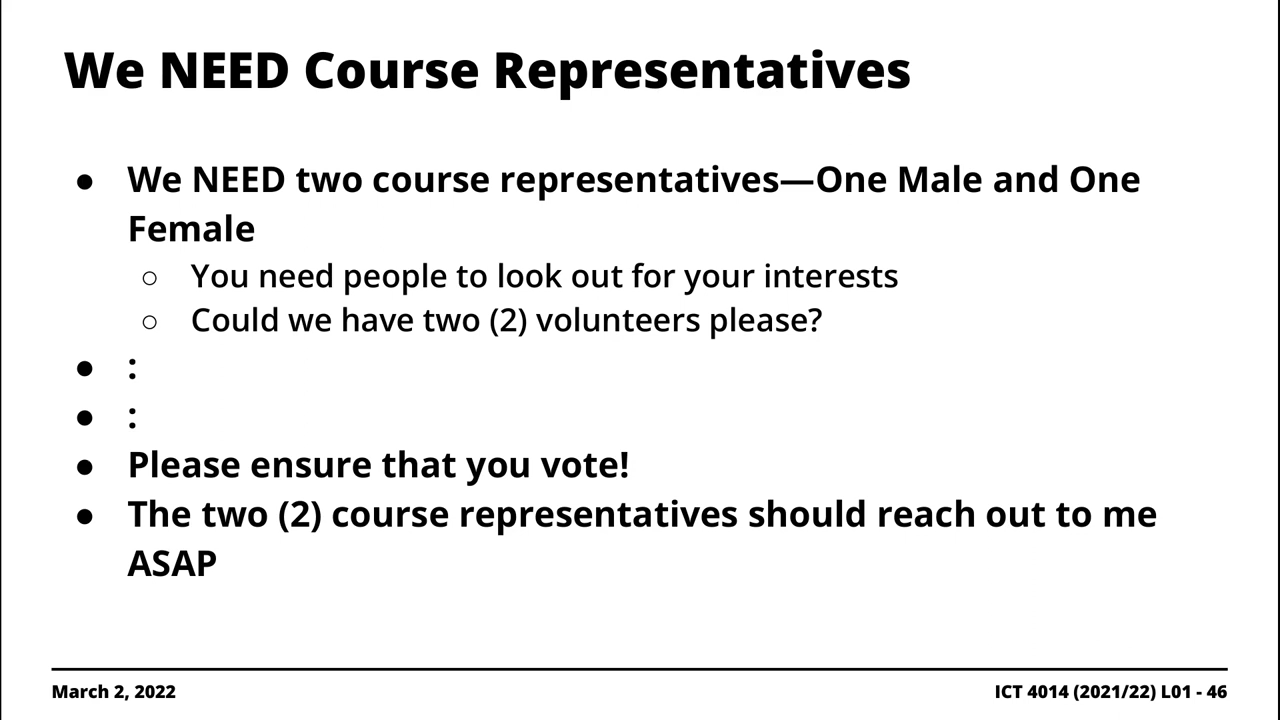 We NEED Course Representatives
● We NEED two course representatives—One Male and One
Female
○ You need people to look out for your interests
○ Could we have two (2) volunteers please?
● :
● :
● Please ensure that you vote!
● The two (2) course representatives should reach out to me
ASAP
March 2, 2022
ICT 4014 (2021/22) L01 - 46